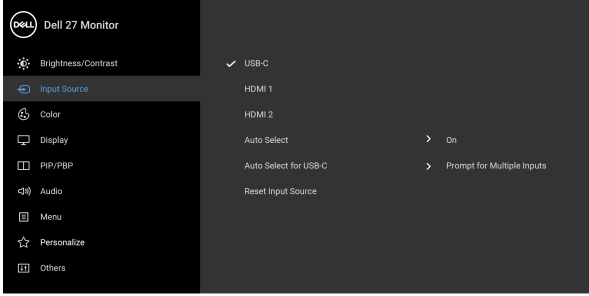 DELL Dell 27 Monitor
Brightness/Contrast USB-C
Input Source HDMI 1
Color HDMI 2
Display Auto Select On
PIP/PBP Auto Select for USB-C Prompt for Multiple Inputs
Audio Reset Input Source
Menu
Personalize
Others